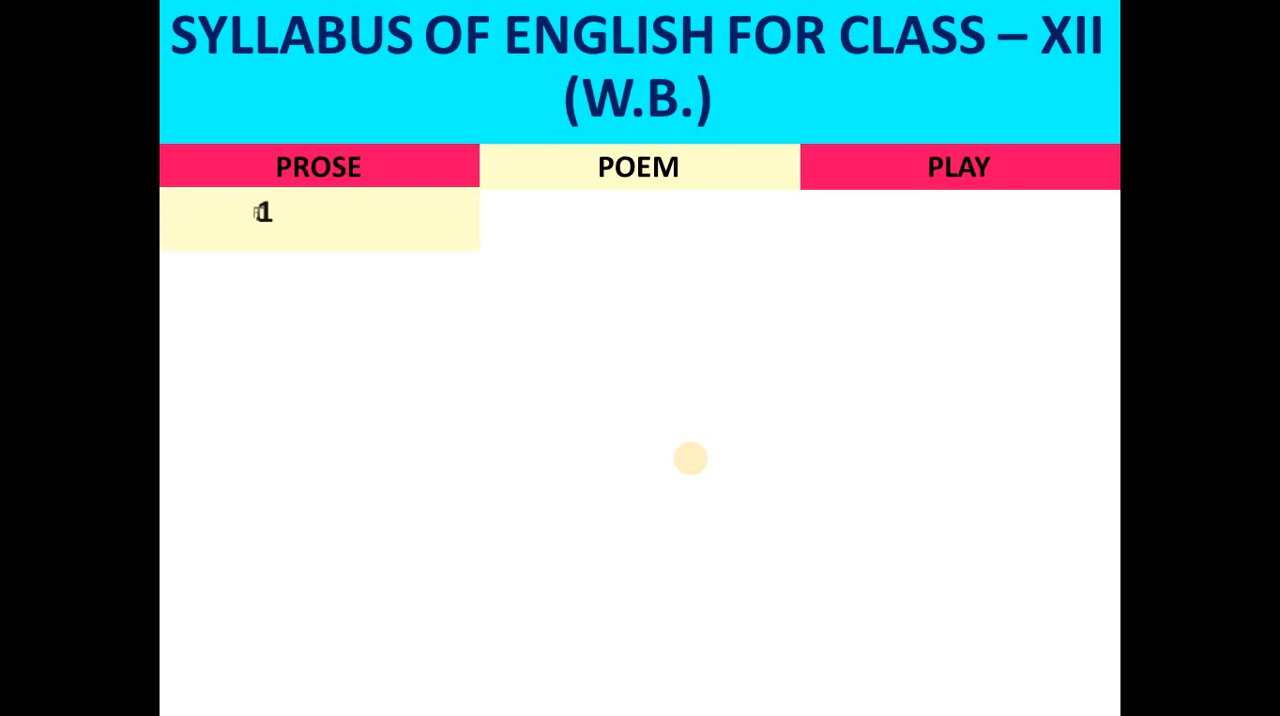 SYLLABUS OF ENGLISH FOR CLASS – XII
(W.B.)
PROSE
POEM
PLAY
1